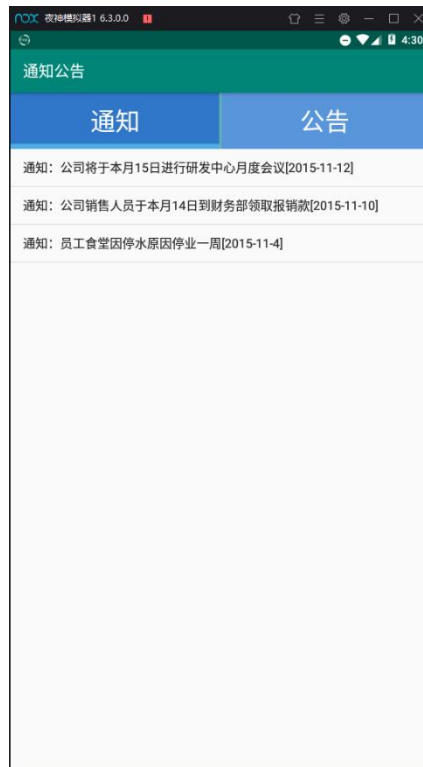 nox 夜神模拟器1 6.3.0.0
4:30
通知公告
通知 公告
通知：公司将于本月15日进行研发中心月度会议[2015-11-12]
通知：公司销售人员于本月14日到财务部领取报销款[2015-11-10]
通知：员工食堂因停水原因停业一周[2015-11-4]